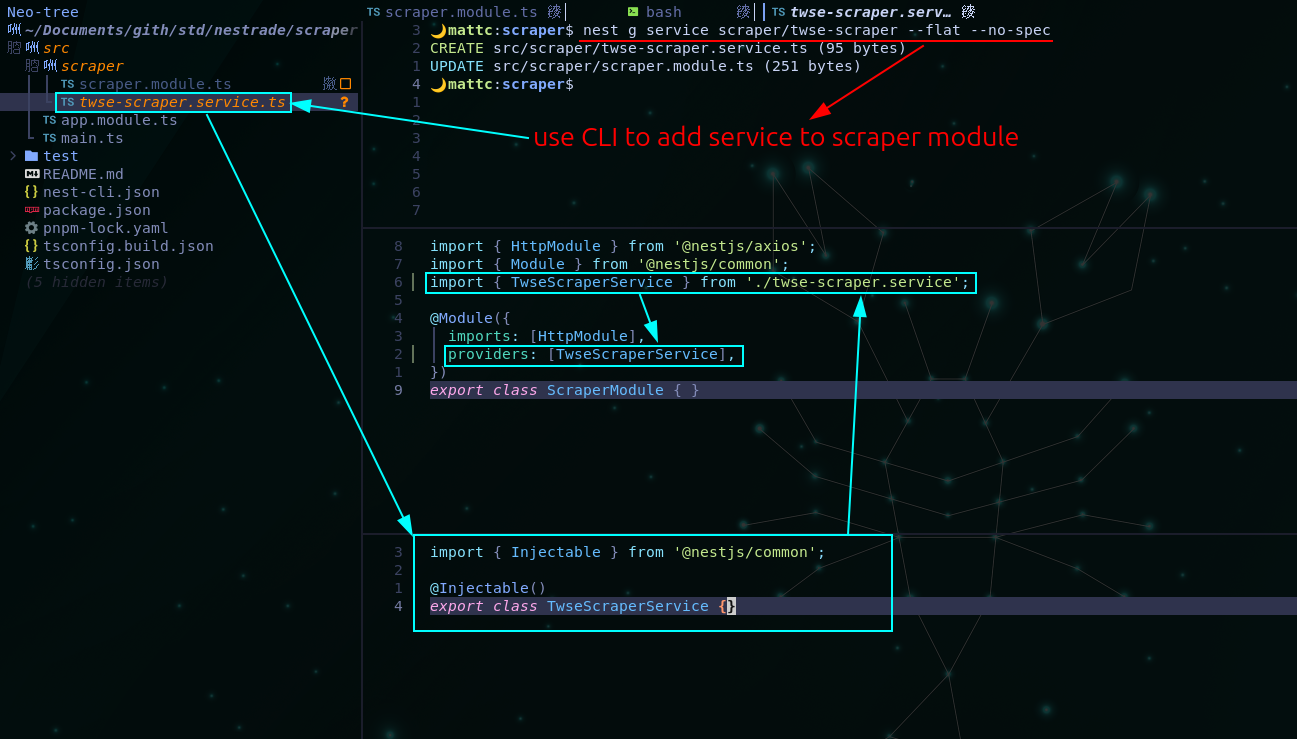 Neo-tree
~/Documents/gith/std/nestrade/scraper
src
scraper
TS scraper.module.ts
TS twse-scraper.service.ts ?
TS app.module.ts
TS main.ts
test
README.md
{} nest-cli.json
package.json
pnpm-lock.yaml
{} tsconfig.build.json
tsconfig.json
(5 hidden items)
TS scraper.module.ts
bash
TS twse-scraper.serv…
3 mattc:scraper$ nest g service scraper/twse-scraper --flat --no-spec
2 CREATE src/scraper/twse-scraper.service.ts (95 bytes)
1 UPDATE src/scraper/scraper.module.ts (251 bytes)
4 mattc:scraper$
1
2
3
4
5
6
7
use CLI to add service to scraper module
8 import { HttpModule } from '@nestjs/axios';
7 import { Module } from '@nestjs/common';
6 import { TwseScraperService } from './twse-scraper.service';
5
4 @Module({
3 imports: [HttpModule],
2 providers: [TwseScraperService],
1 })
9 export class ScraperModule { }
3 import { Injectable } from '@nestjs/common';
2
1 @Injectable()
4 export class TwseScraperService {}